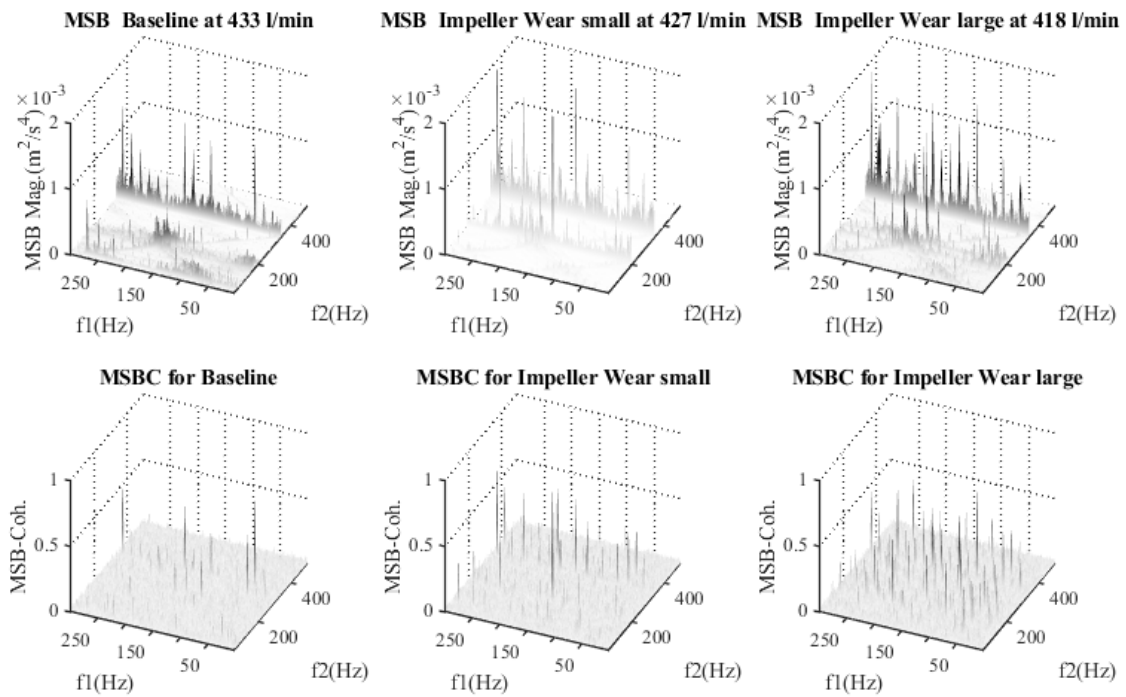 MSB Baseline at 433 l/min
MSB Impeller Wear small at 427 l/min
MSB Impeller Wear large at 418 l/min
×10⁻³
2
1
0
MSB Mag.(m²/s⁴)
250
150
50
f1(Hz)
200
400
f2(Hz)
×10⁻³
2
1
0
MSB Mag.(m²/s⁴)
250
150
50
f1(Hz)
200
400
f2(Hz)
×10⁻³
2
1
0
MSB Mag.(m²/s⁴)
250
150
50
f1(Hz)
200
400
f2(Hz)
MSBC for Baseline
MSBC for Impeller Wear small
MSBC for Impeller Wear large
1
0.5
0
MSB-Coh.
250
150
50
f1(Hz)
200
400
f2(Hz)
1
0.5
0
MSB-Coh.
250
150
50
f1(Hz)
200
400
f2(Hz)
1
0.5
0
MSB-Coh.
250
150
50
f1(Hz)
200
400
f2(Hz)